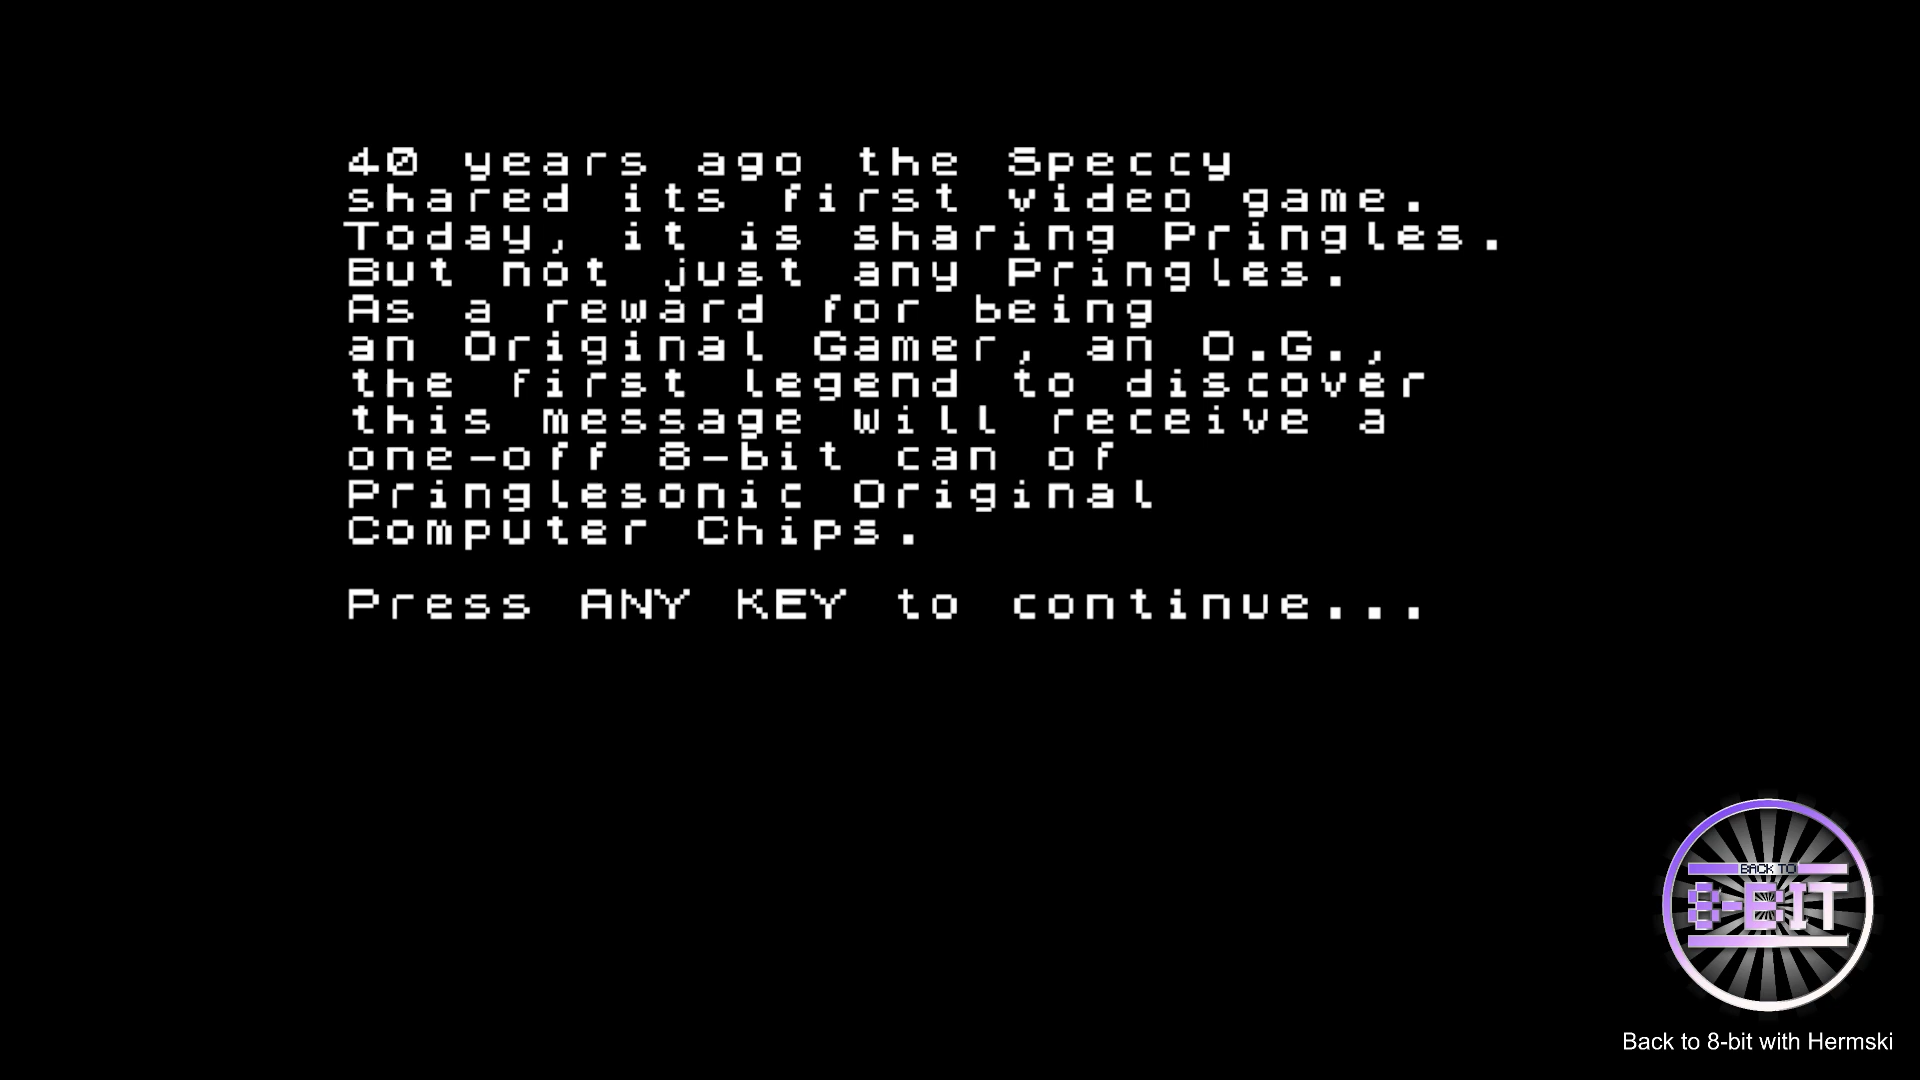 40 years ago the Speccy
shared its first video game.
Today, it is sharing Pringles.
But not just any Pringles.
As a reward for being
an Original Gamer, an O.G.,
the first legend to discover
this message will receive a
one-off 8-bit can of
Pringlesonic Original
Computer Chips.
Press ANY KEY to continue...
BACK TO
8-BIT
Back to 8-bit with Hermski